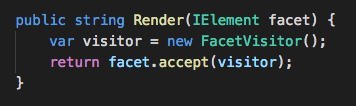 public string Render(IElement facet) {
    var visitor = new FacetVisitor();
    return facet.accept(visitor);
}